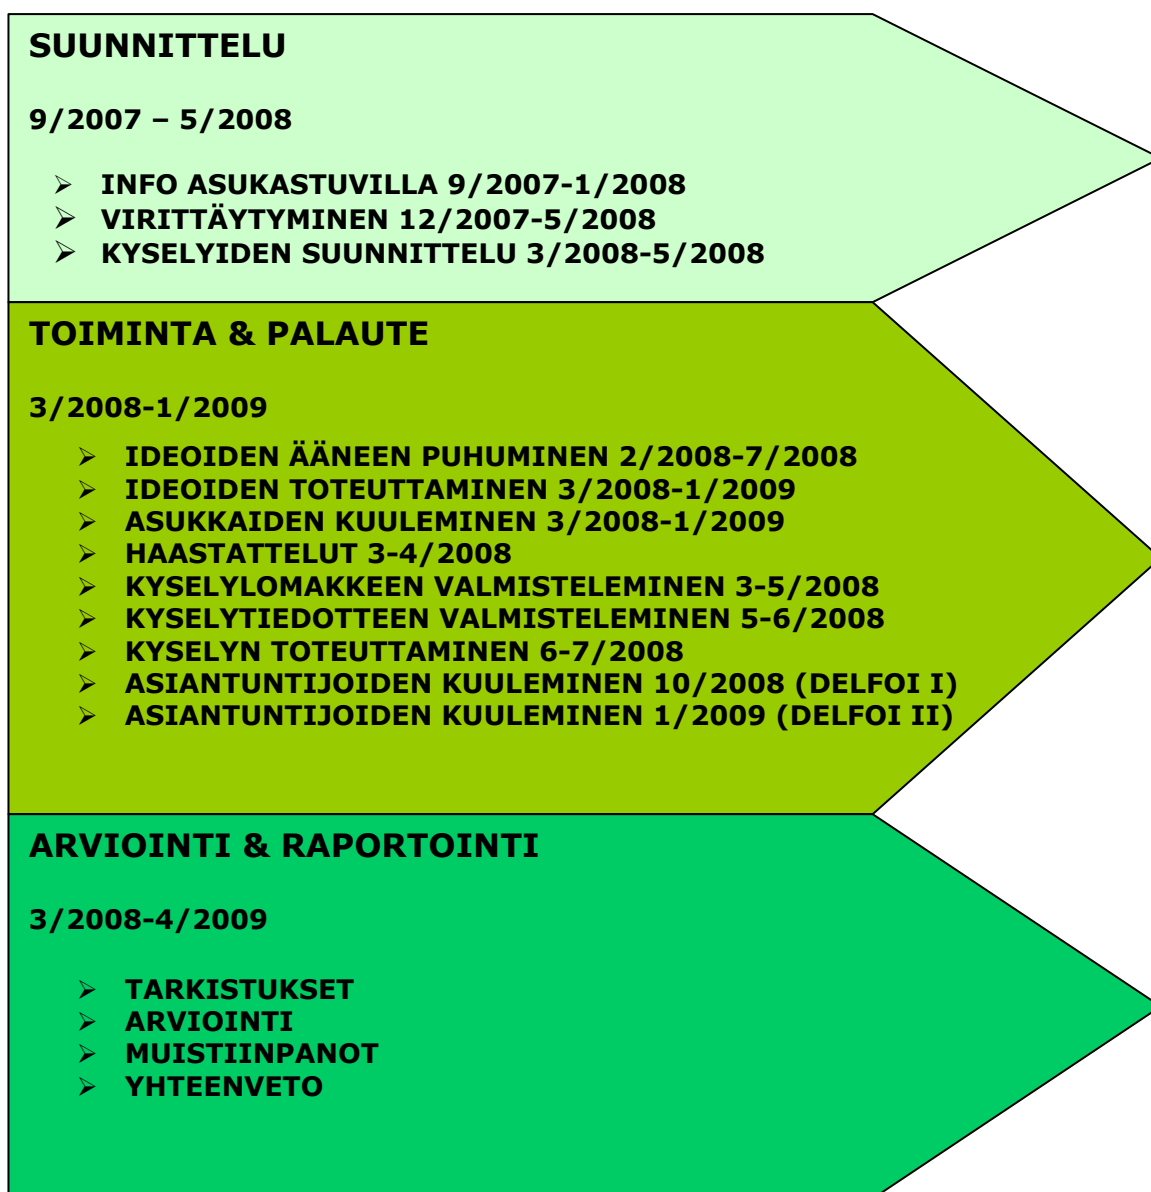 SUUNNITTELU
9/2007 – 5/2008
➢ INFO ASUKASTUVILLA 9/2007-1/2008
➢ VIRITTÄYTYMINEN 12/2007-5/2008
➢ KYSELYIDEN SUUNNITTELU 3/2008-5/2008
TOIMINTA & PALAUTE
3/2008-1/2009
➢ IDEOIDEN ÄÄNEEN PUHUMINEN 2/2008-7/2008
➢ IDEOIDEN TOTEUTTAMINEN 3/2008-1/2009
➢ ASUKKAIDEN KUULEMINEN 3/2008-1/2009
➢ HAASTATTELUT 3-4/2008
➢ KYSELYLOMAKKEEN VALMISTELEMINEN 3-5/2008
➢ KYSELYTIEDOTTEEN VALMISTELEMINEN 5-6/2008
➢ KYSELYN TOTEUTTAMINEN 6-7/2008
➢ ASIANTUNTIJOIDEN KUULEMINEN 10/2008 (DELFOI I)
➢ ASIANTUNTIJOIDEN KUULEMINEN 1/2009 (DELFOI II)
ARVIOINTI & RAPORTOINTI
3/2008-4/2009
➢ TARKISTUKSET
➢ ARVIOINTI
➢ MUISTIINPANOT
➢ YHTEENVETO